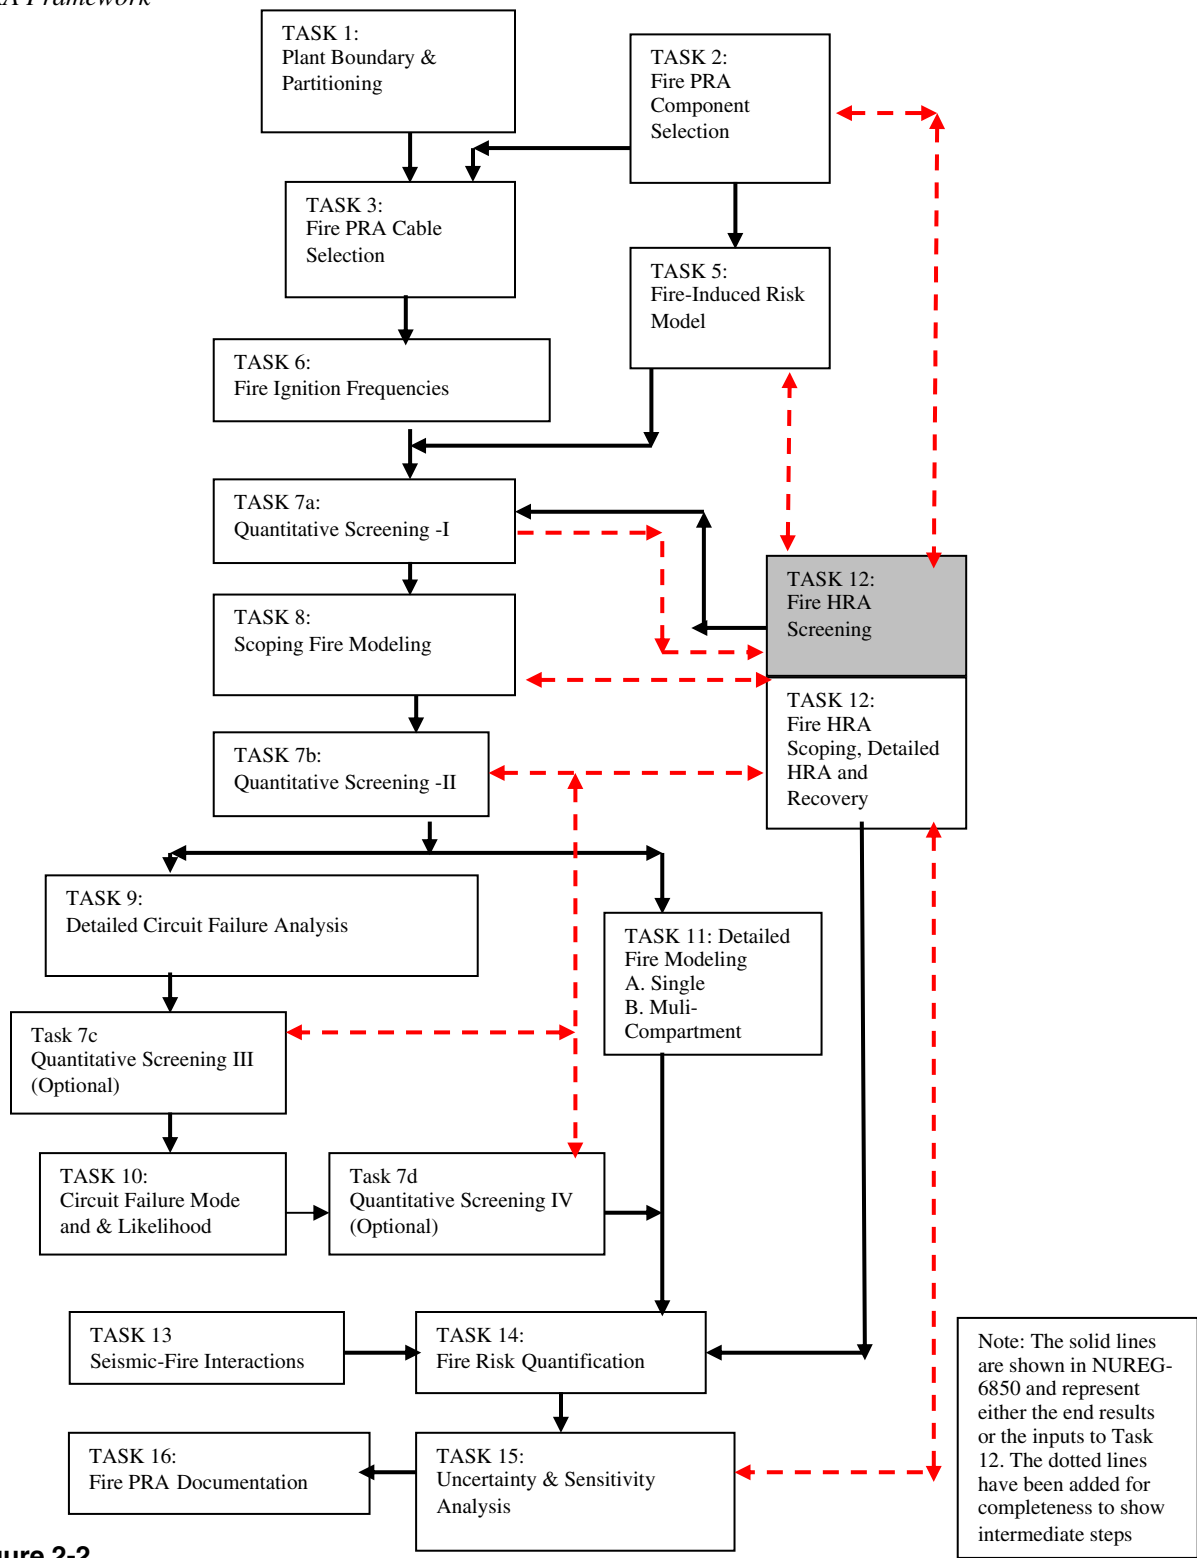 Framework
TASK 1:
Plant Boundary &
Partitioning
TASK 2:
Fire PRA
Component
Selection
TASK 3:
Fire PRA Cable
Selection
TASK 5:
Fire-Induced Risk
Model
TASK 6:
Fire Ignition Frequencies
TASK 7a:
Quantitative Screening -I
TASK 12:
Fire HRA
Screening
TASK 8:
Scoping Fire Modeling
TASK 12:
Fire HRA
Scoping, Detailed
HRA and
Recovery
TASK 7b:
Quantitative Screening -II
TASK 9:
Detailed Circuit Failure Analysis
TASK 11: Detailed
Fire Modeling
A. Single
B. Muli-
Compartment
Task 7c
Quantitative Screening III
(Optional)
TASK 10:
Circuit Failure Mode
and & Likelihood
Task 7d
Quantitative Screening IV
(Optional)
TASK 13
Seismic-Fire Interactions
TASK 14:
Fire Risk Quantification
Note: The solid lines
are shown in NUREG-
6850 and represent
either the end results
or the inputs to Task
12. The dotted lines
have been added for
completeness to show
intermediate steps
TASK 16:
Fire PRA Documentation
TASK 15:
Uncertainty & Sensitivity
Analysis
gure 2-2